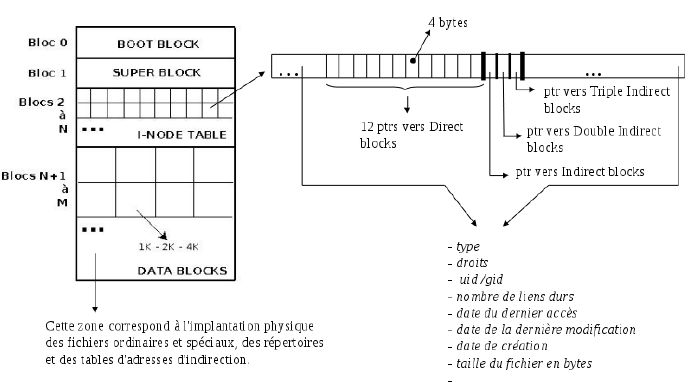 Bloc 0
BOOT BLOCK
Bloc 1
SUPER BLOCK
Blocs 2
à
N
...
I-NODE TABLE
Blocs N+1
à
M
...
1K - 2K - 4K
DATA BLOCKS
Cette zone correspond à l'implantation physique
des fichiers ordinaires et spéciaux, des répertoires
et des tables d'adresses d'indirection.
4 bytes
...
...
12 ptrs vers Direct
blocks
ptr vers Triple Indirect
blocks
ptr vers Double Indirect
blocks
ptr vers Indirect blocks
- type
- droits
- uid /gid
- nombre de liens durs
- date du dernier accès
- date de la dernière modification
- date de création
- taille du fichier en bytes
-